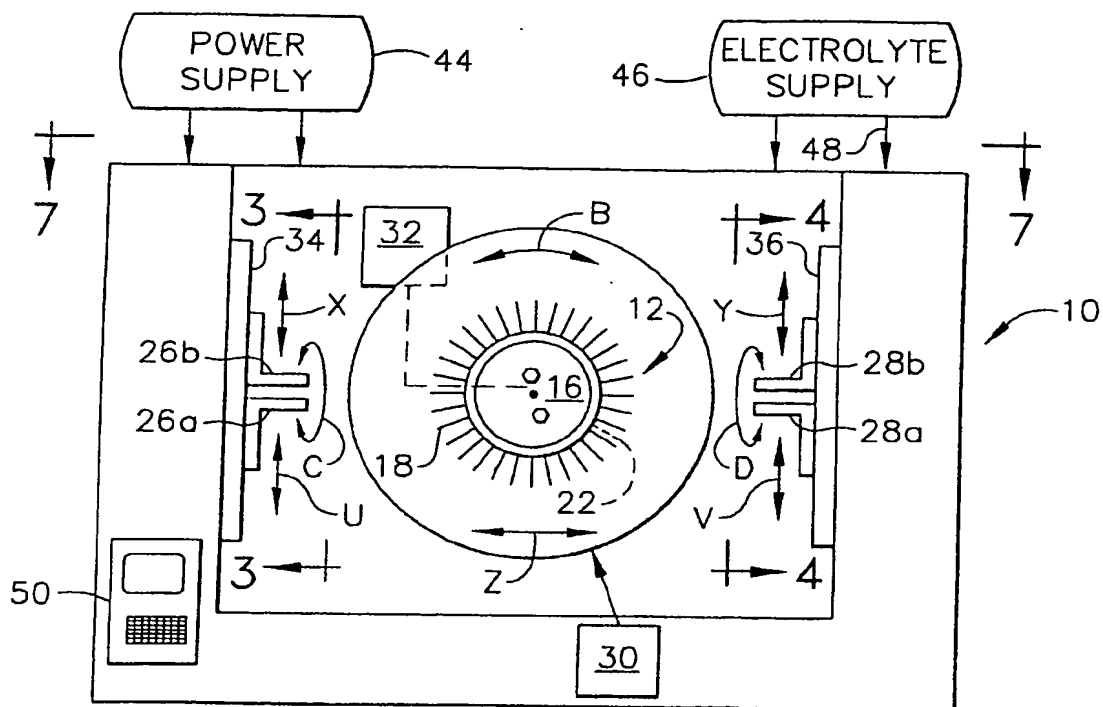 POWER
SUPPLY
44
ELECTROLYTE
SUPPLY
46
48
7
7
3
34
32
B
4
36
X
Y
12
10
26b
16
28b
26a
28a
C
18
D
22
U
V
3
Z
4
50
30